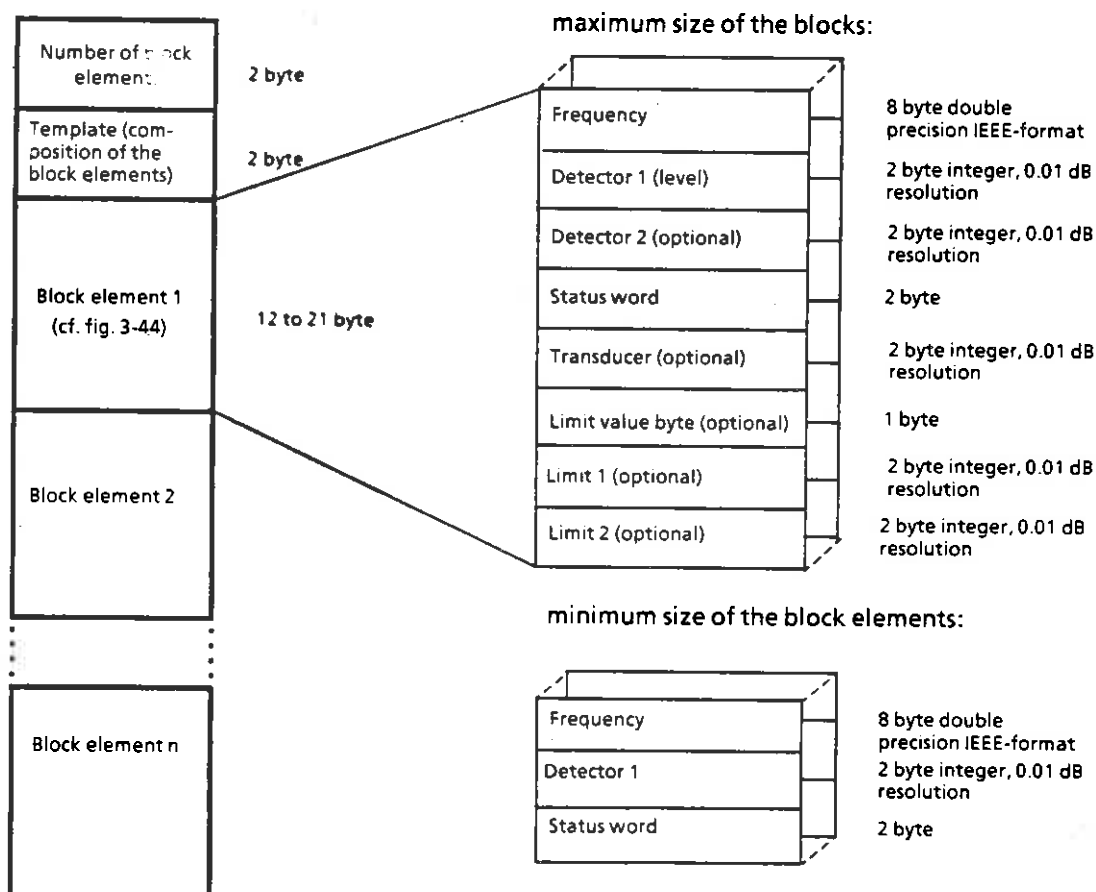 maximum size of the blocks:
Number of
element
2 byte
Template (com-
position of the
block elements)
2 byte
Block element 1
(cf. fig. 3-44)
12 to 21 byte
Block element 2
Block element n
Frequency
8 byte double
precision IEEE-format
Detector 1 (level)
2 byte integer, 0.01 dB
resolution
Detector 2 (optional)
2 byte integer, 0.01 dB
resolution
Status word
2 byte
Transducer (optional)
2 byte integer, 0.01 dB
resolution
Limit value byte (optional)
1 byte
Limit 1 (optional)
2 byte integer, 0.01 dB
resolution
Limit 2 (optional)
2 byte integer, 0.01 dB
resolution
minimum size of the block elements:
Frequency
8 byte double
precision IEEE-format
Detector 1
2 byte integer, 0.01 dB
resolution
Status word
2 byte